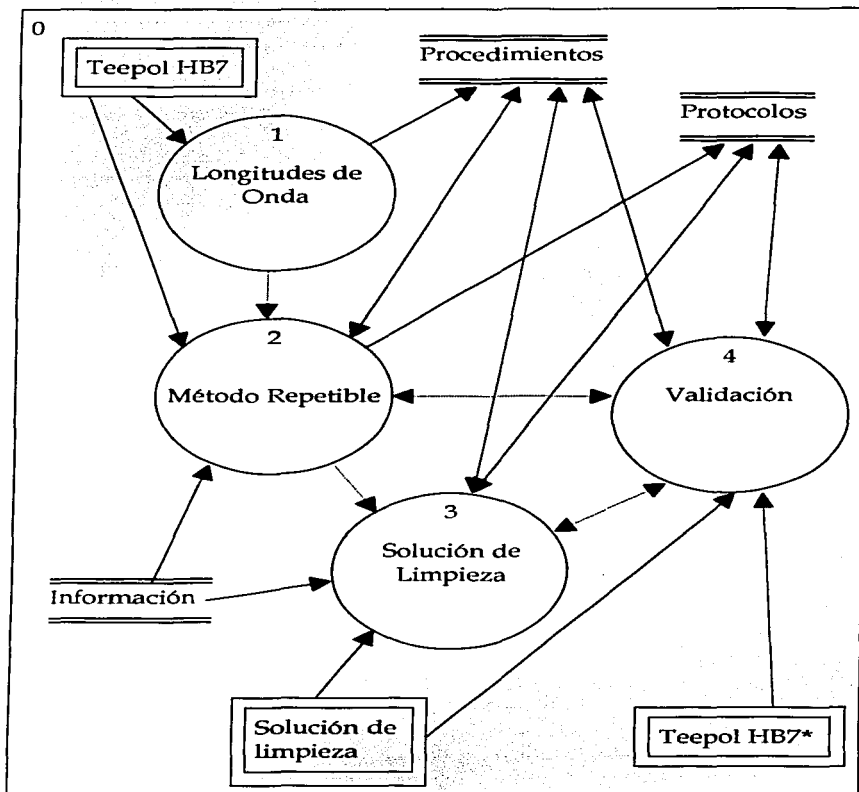 0
Teepol HB7
Procedimientos
Protocolos
1
Longitudes de
Onda
2
Método Repetible
4
Validación
3
Solución de
Limpieza
Información
Solución de
limpieza
Teepol HB7*